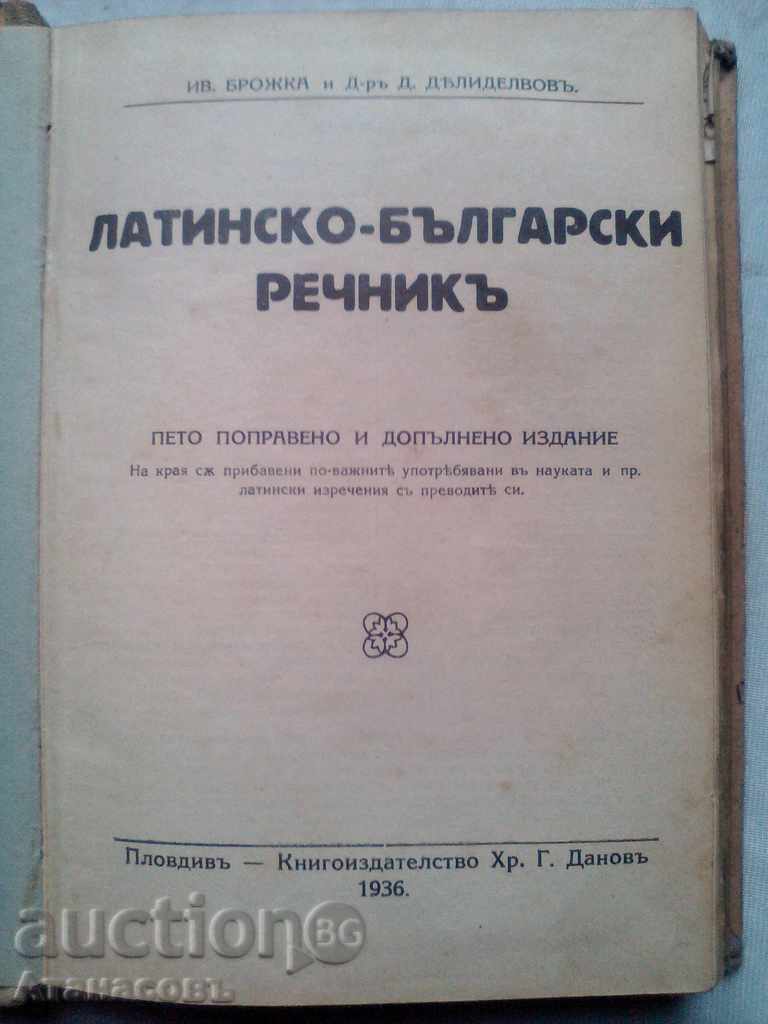 ИВ. БРОЖКА и Д-ръ Д. ДѢЛИДЕЛВОВЪ.
ЛАТИНСКО-БЪЛГАРСКИ
РЕЧНИКЪ
ПЕТО ПОПРАВЕНО И ДОПЪЛНЕНО ИЗДАНИЕ
На края сѫ прибавени по-важнитѣ употрѣбявани въ науката и пр.
латински изречения съ преводитѣ си.
Пловдивъ — Книгоиздателство Хр. Г. Дановъ
1936.
auction BG
Атанасовъ